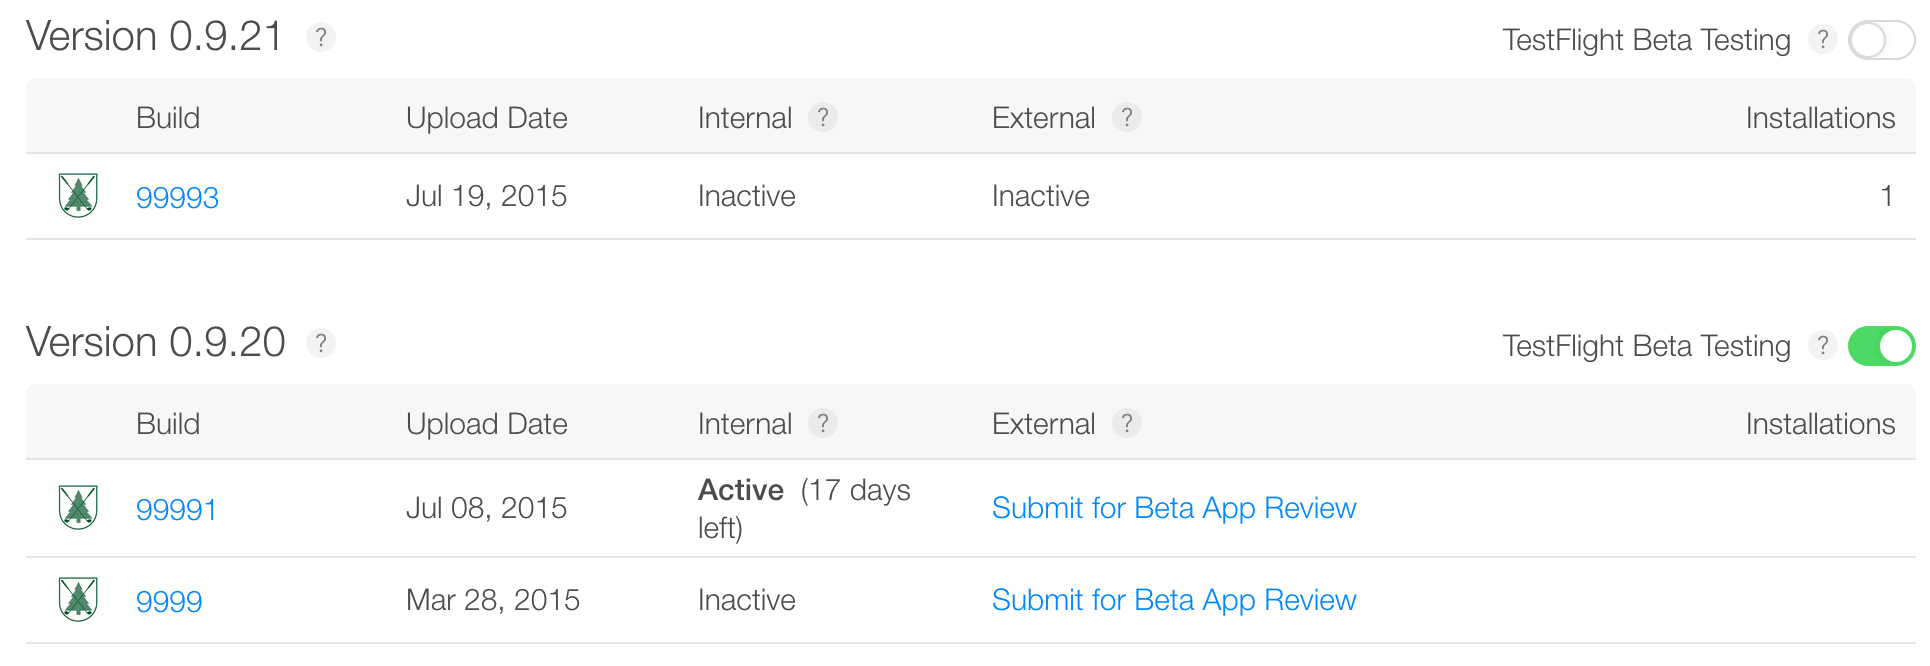 Version 0.9.21 ? TestFlight Beta Testing ?
Build Upload Date Internal ? External ? Installations
99993 Jul 19, 2015 Inactive Inactive 1
Version 0.9.20 ? TestFlight Beta Testing ?
Build Upload Date Internal ? External ? Installations
99991 Jul 08, 2015 Active (17 days left) Submit for Beta App Review
9999 Mar 28, 2015 Inactive Submit for Beta App Review